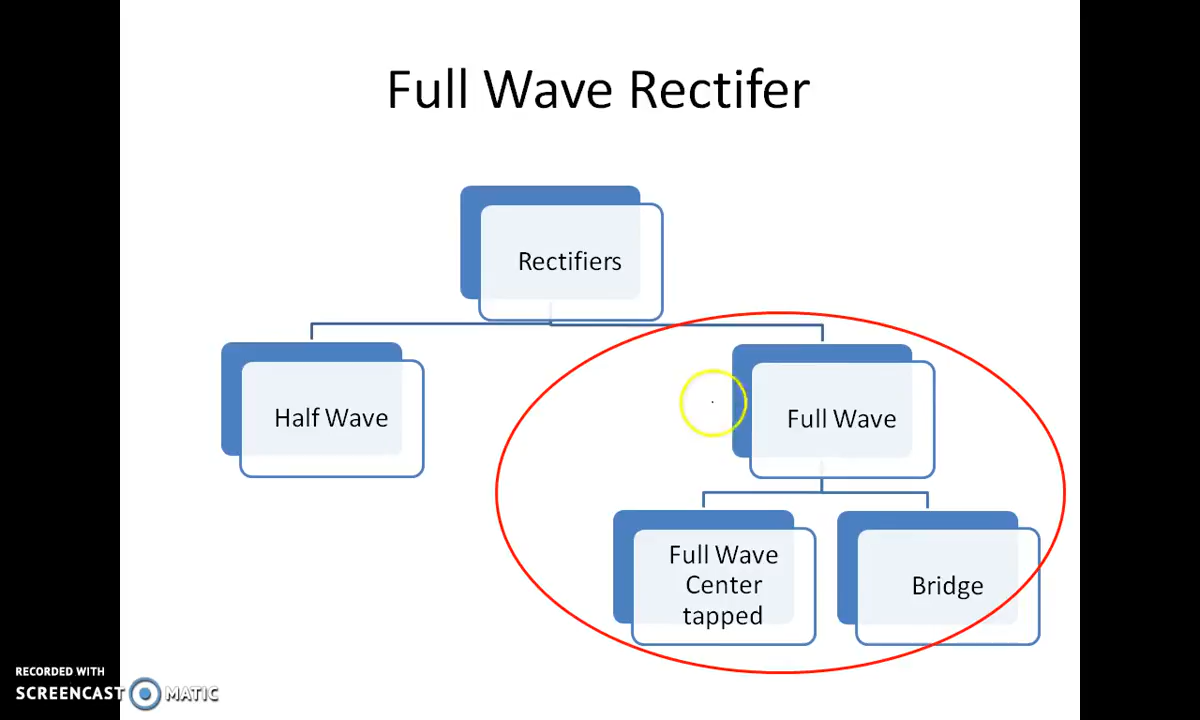 Full Wave Rectifer
Rectifiers
Half Wave
Full Wave
Full Wave
Center
tapped
Bridge
RECORDED WITH
SCREENCAST MATIC